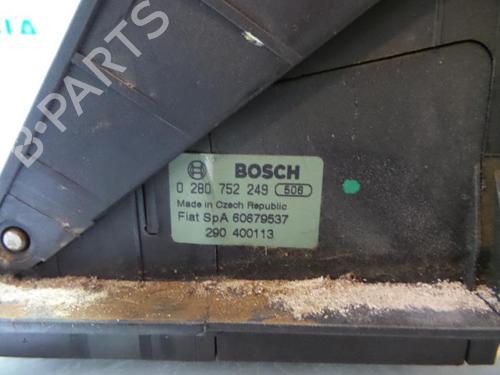 BOSCH
0 280 752 249 506
Made in Czech Republic
Fiat SpA 60679537
290 400113
B-Parts